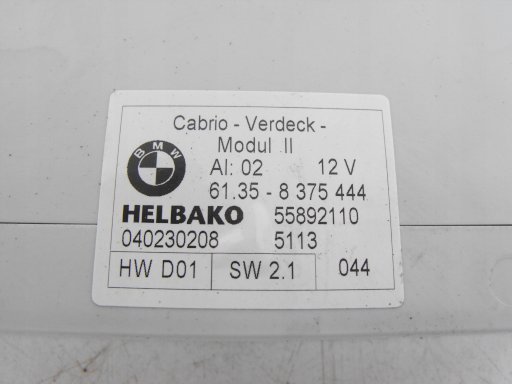 Cabrio - Verdeck -
Modul II
BMW
AI: 02 12 V
61.35 - 8 375 444
HELBAKO 55892110
040230208 5113
HW D01 SW 2.1 044